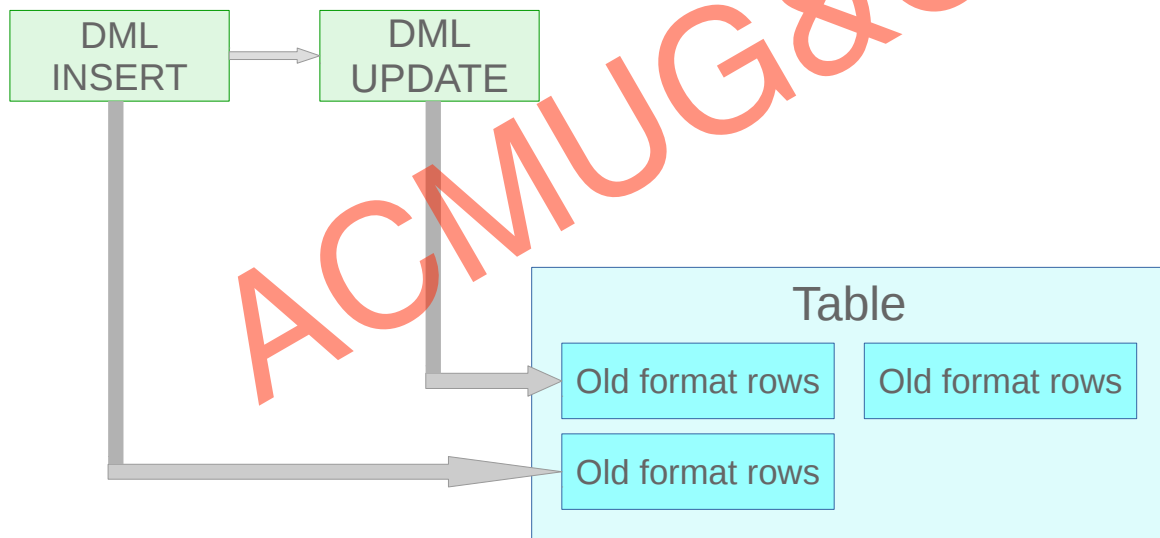 DML
INSERT
DML
UPDATE
ACMUG&
Table
Old format rows
Old format rows
Old format rows